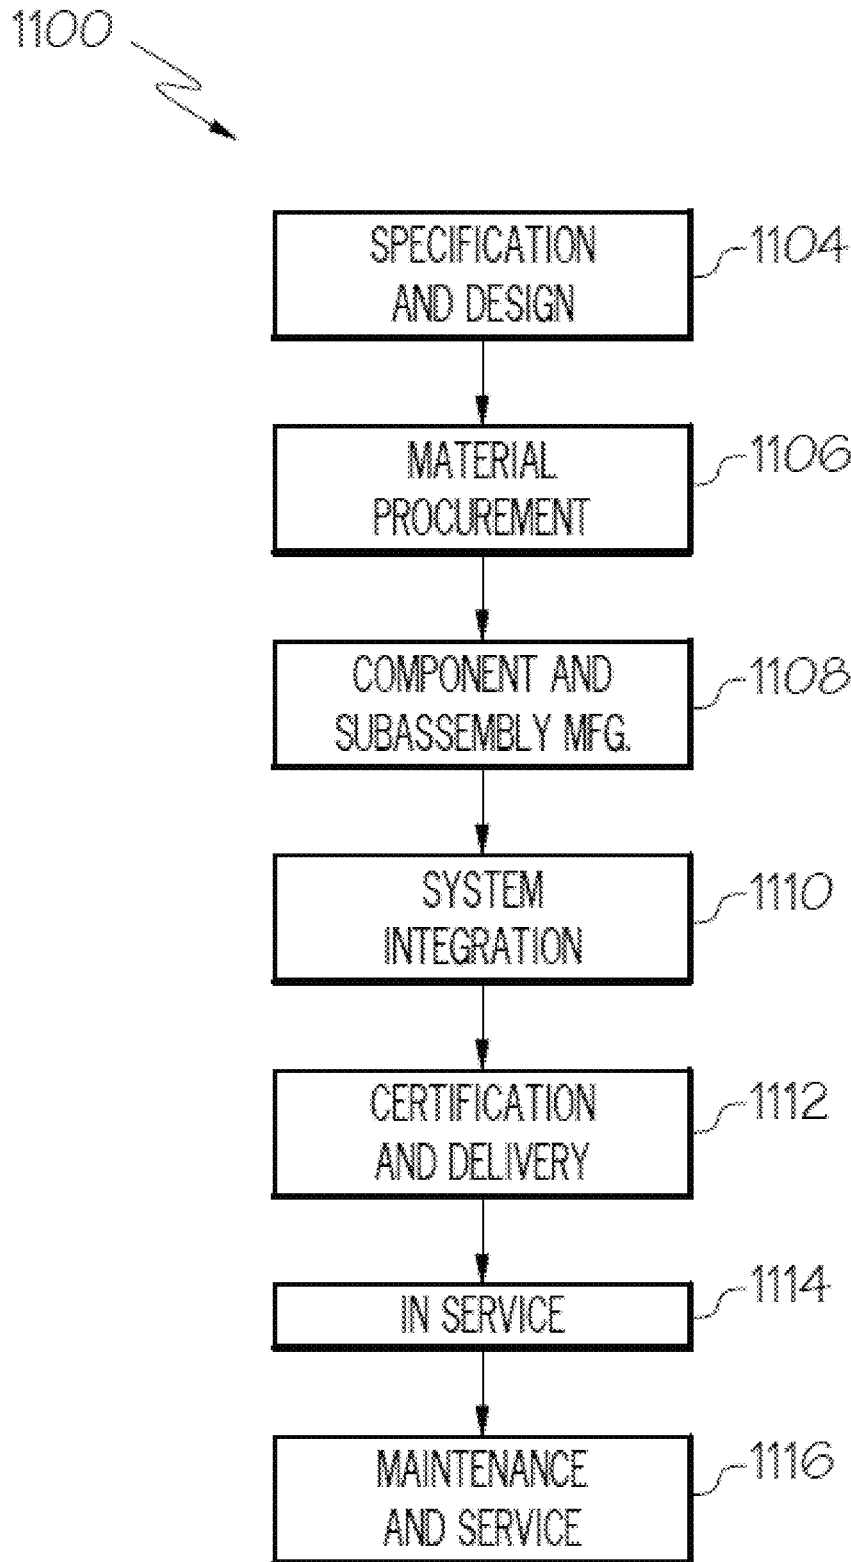 1100
SPECIFICATION
AND DESIGN
1104
MATERIAL
PROCUREMENT
1106
COMPONENT AND
SUBASSEMBLY MFG.
1108
SYSTEM
INTEGRATION
1110
CERTIFICATION
AND DELIVERY
1112
IN SERVICE
1114
MAINTENANCE
AND SERVICE
1116